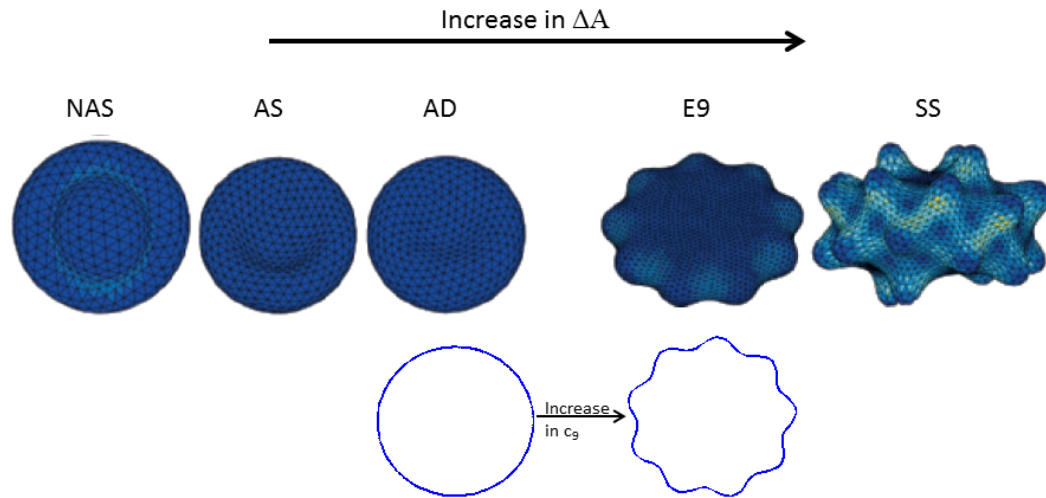 Increase in ΔA
NAS AS AD E9 SS
Increase
in c₉